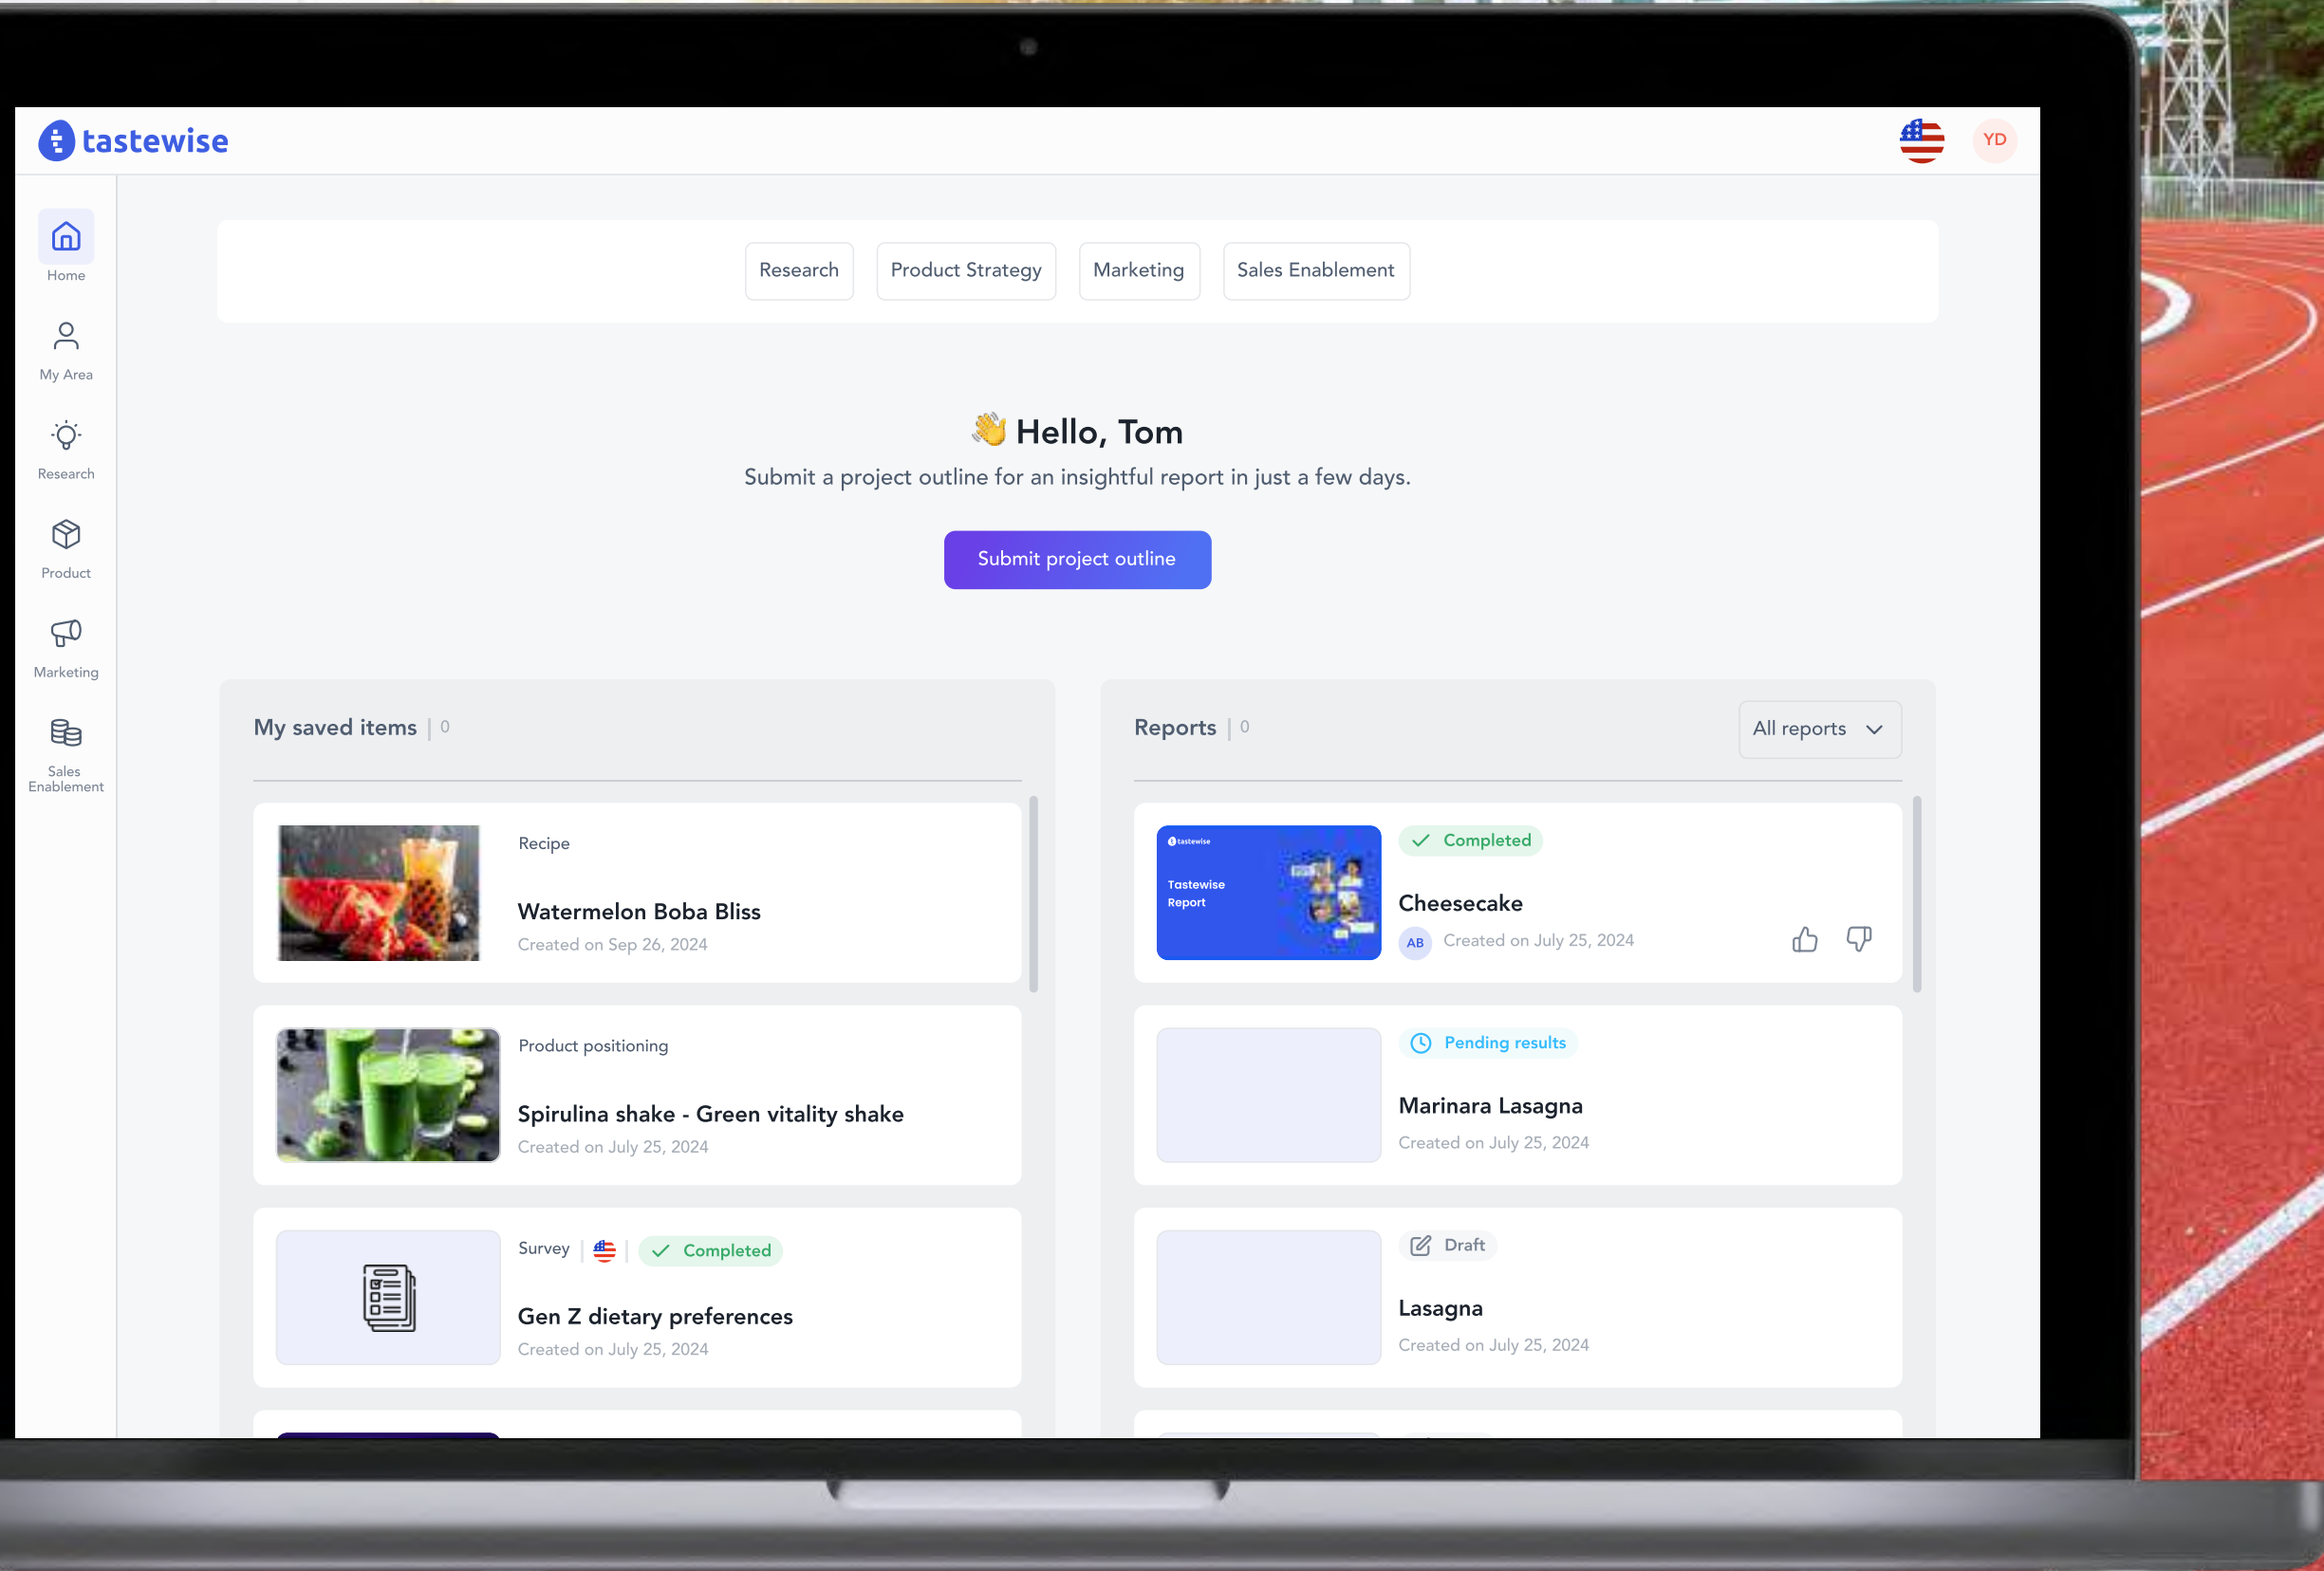 tastewise
YD
Home
My Area
Research
Product
Marketing
Sales
Enablement
Research
Product Strategy
Marketing
Sales Enablement
👋 Hello, Tom
Submit a project outline for an insightful report in just a few days.
Submit project outline
My saved items | 0
Recipe
Watermelon Boba Bliss
Created on Sep 26, 2024
Product positioning
Spirulina shake - Green vitality shake
Created on July 25, 2024
Survey | | Completed
Gen Z dietary preferences
Created on July 25, 2024
Reports | 0
All reports
tastewise
Tastewise
Report
Completed
Cheesecake
AB Created on July 25, 2024
Pending results
Marinara Lasagna
Created on July 25, 2024
Draft
Lasagna
Created on July 25, 2024